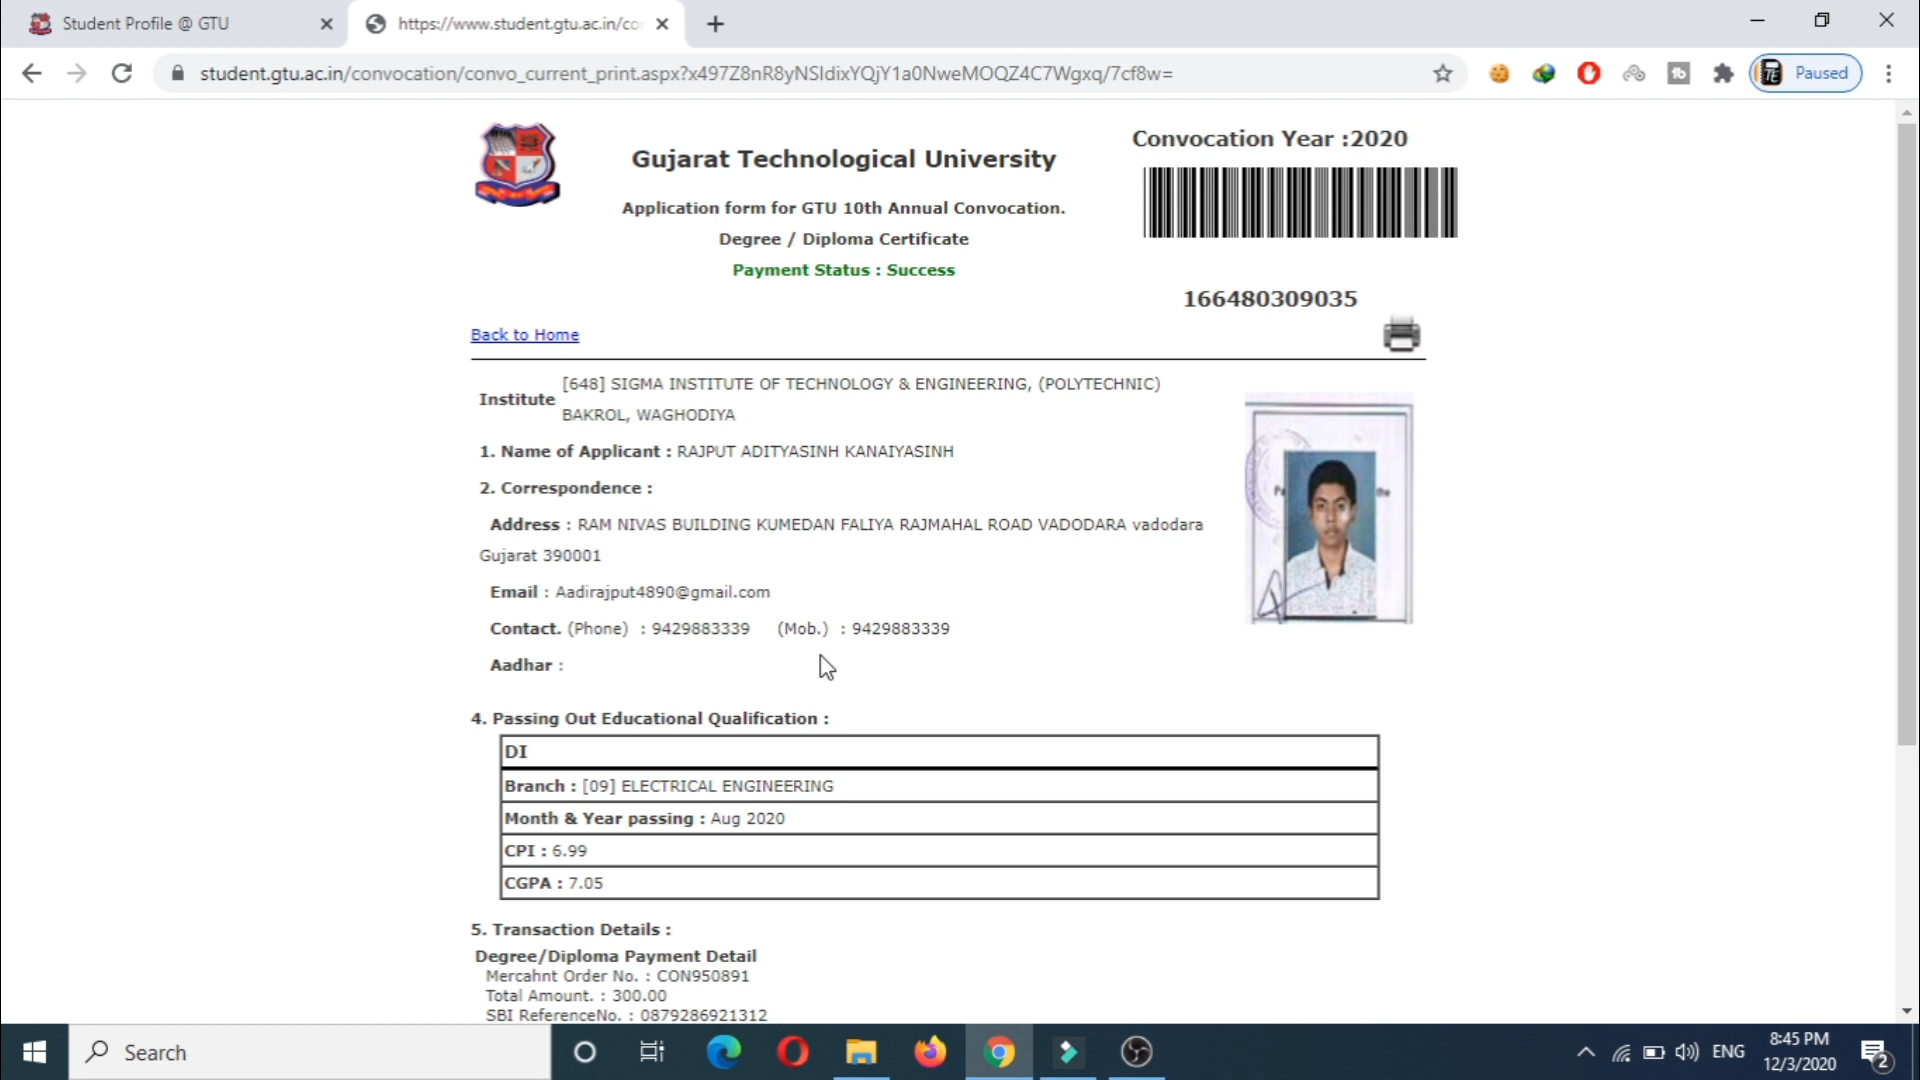 Student Profile @ GTU
https://www.student.gtu.ac.in/co
student.gtu.ac.in/convocation/convo_current_print.aspx?x497Z8nR8yNSIdixYQjY1a0NweMOQZ4C7Wgxq/7cf8w=
Paused
Convocation Year :2020
Gujarat Technological University
Application form for GTU 10th Annual Convocation.
Degree / Diploma Certificate
Payment Status : Success
166480309035
Back to Home
Institute [648] SIGMA INSTITUTE OF TECHNOLOGY & ENGINEERING, (POLYTECHNIC)
BAKROL, WAGHODIYA
1. Name of Applicant : RAJPUT ADITYASINH KANAIYASINH
2. Correspondence :
Address : RAM NIVAS BUILDING KUMEDAN FALIYA RAJMAHAL ROAD VADODARA vadodara
Gujarat 390001
Email : Aadirajput4890@gmail.com
Contact. (Phone) : 9429883339 (Mob.) : 9429883339
Aadhar :
4. Passing Out Educational Qualification :
DI
Branch : [09] ELECTRICAL ENGINEERING
Month & Year passing : Aug 2020
CPI : 6.99
CGPA : 7.05
5. Transaction Details :
Degree/Diploma Payment Detail
Mercahnt Order No. : CON950891
Total Amount. : 300.00
SBI ReferenceNo. : 0879286921312
Search
ENG
8:45 PM
12/3/2020
2